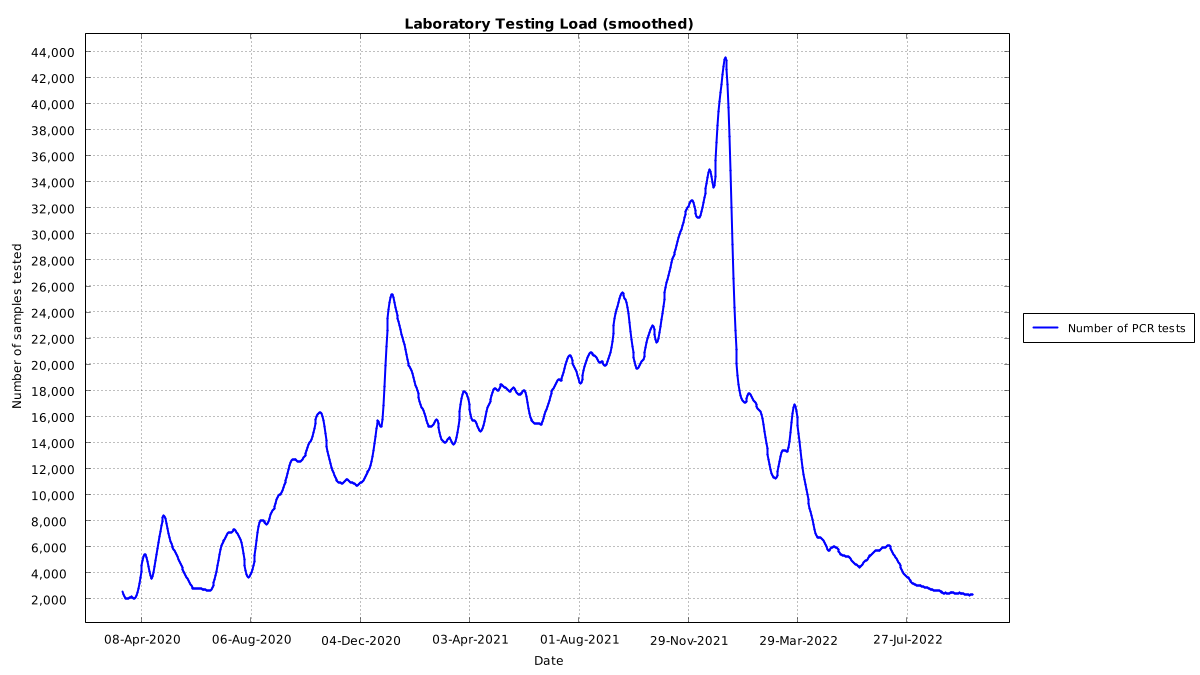 Laboratory Testing Load (smoothed)
44,000
42,000
40,000
38,000
36,000
34,000
32,000
30,000
28,000
26,000
24,000
22,000
20,000
18,000
16,000
14,000
12,000
10,000
8,000
6,000
4,000
2,000
Number of samples tested
08-Apr-2020
06-Aug-2020
04-Dec-2020
03-Apr-2021
01-Aug-2021
29-Nov-2021
29-Mar-2022
27-Jul-2022
Date
Number of PCR tests